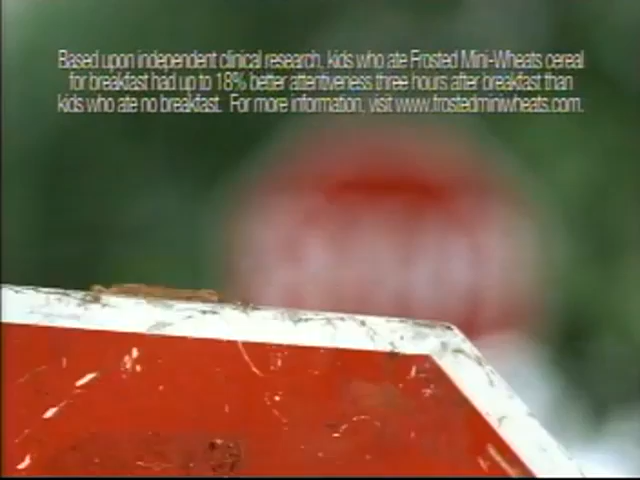 Based upon independent clinical research, kids who ate Frosted Mini-Wheats cereal
for breakfast had up to 18% better attentiveness three hours after breakfast than
kids who ate no breakfast. For more information, visit www.frostedminiwheats.com.